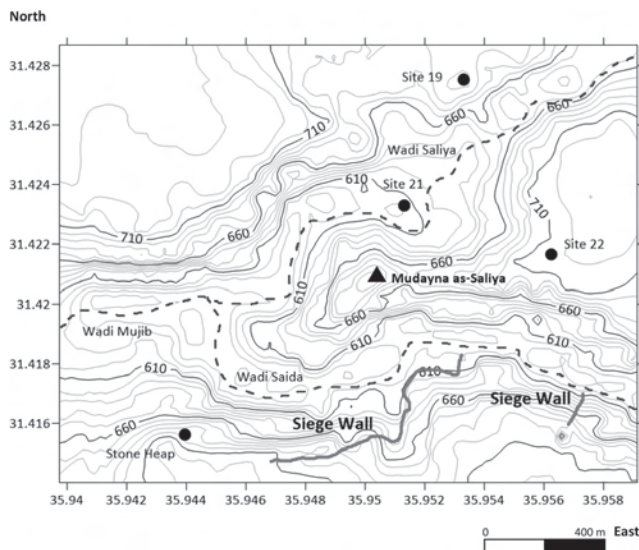 North
31.428
31.426
31.424
31.422
31.42
31.418
31.416
Site 19
660
660
710
Wadi Saliya
610
Site 21
710
710
660
Site 22
660
Mudayna as-Saliya
610
660
660
610
610
Wadi Mujib
610
610
Wadi Saida
Siege Wall
660
Siege Wall
660
Stone Heap
35.94 35.942 35.944 35.946 35.948 35.95 35.952 35.954 35.956 35.958
East
0 400 m